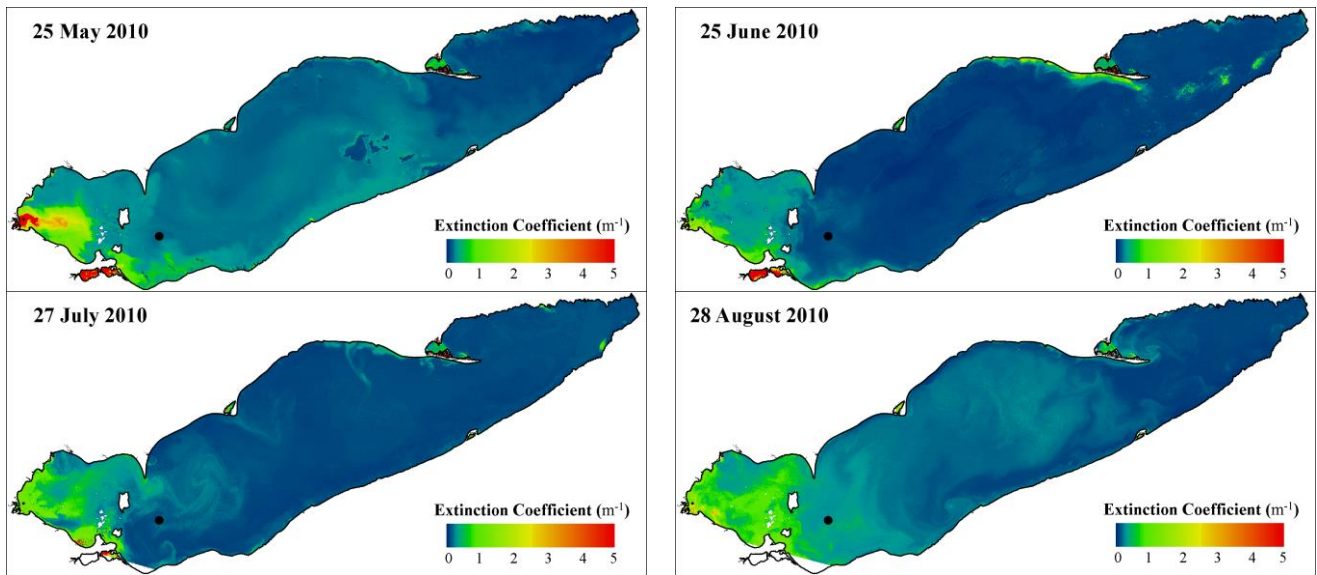 25 May 2010
Extinction Coefficient (m⁻¹)
0 1 2 3 4 5
25 June 2010
Extinction Coefficient (m⁻¹)
0 1 2 3 4 5
27 July 2010
Extinction Coefficient (m⁻¹)
0 1 2 3 4 5
28 August 2010
Extinction Coefficient (m⁻¹)
0 1 2 3 4 5